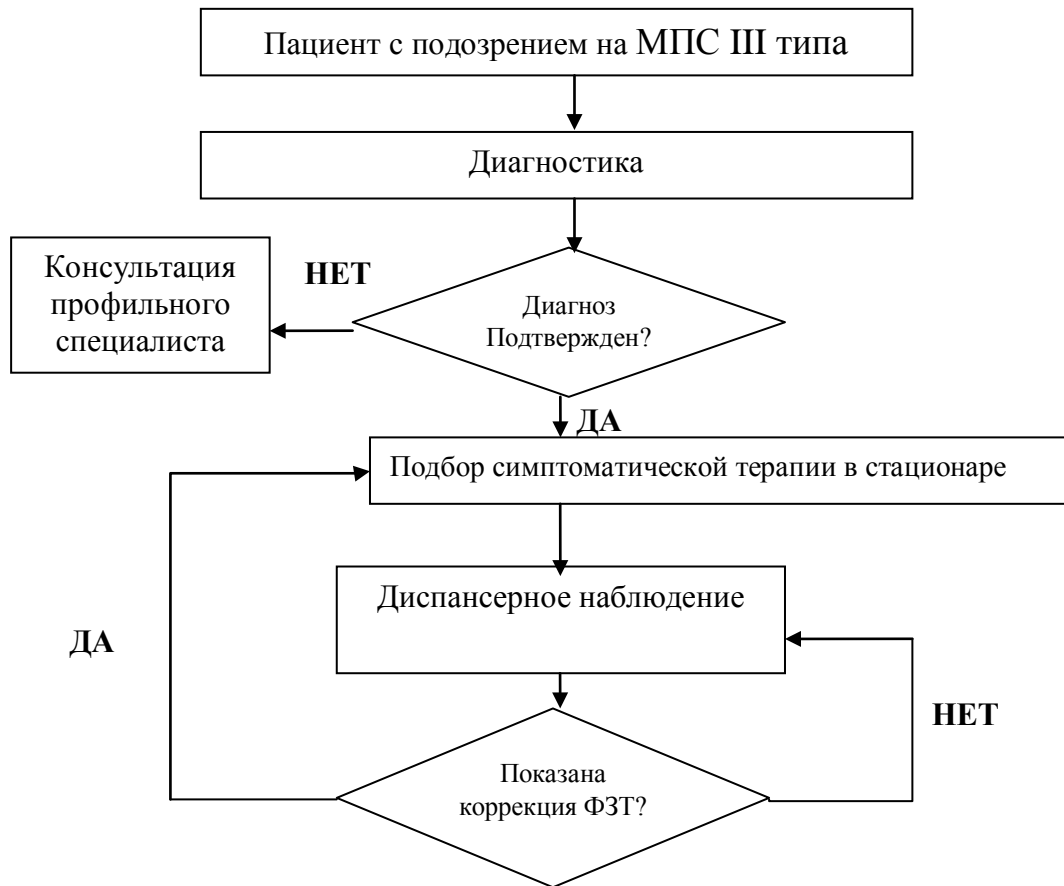 Пациент с подозрением на МПС III типа
Диагностика
Консультация
профильного
специалиста
НЕТ
Диагноз
Подтвержден?
ДА
Подбор симптоматической терапии в стационаре
Диспансерное наблюдение
ДА
НЕТ
Показана
коррекция ФЗТ?